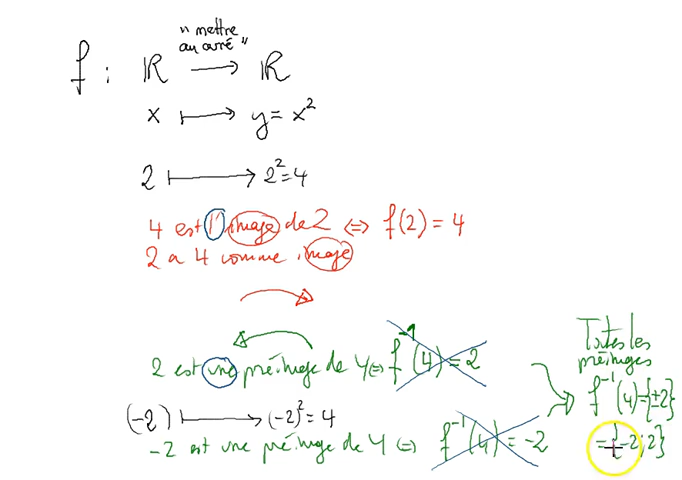 "mettre
au carré"
f : ℝ ⟶ ℝ
x ⟼ y = x²
2 ⟼ 2² = 4
4 est l'image de 2 ⇔ f(2) = 4
2 a 4 comme image
2 est une préimage de 4 ⇔ f⁻¹(4) = 2
(-2) ⟼ (-2)² = 4
-2 est une préimage de 4 ⇔ f⁻¹(4) = -2
Toutes les
préimages
f⁻¹(4) = {±2}
= {-2; 2}